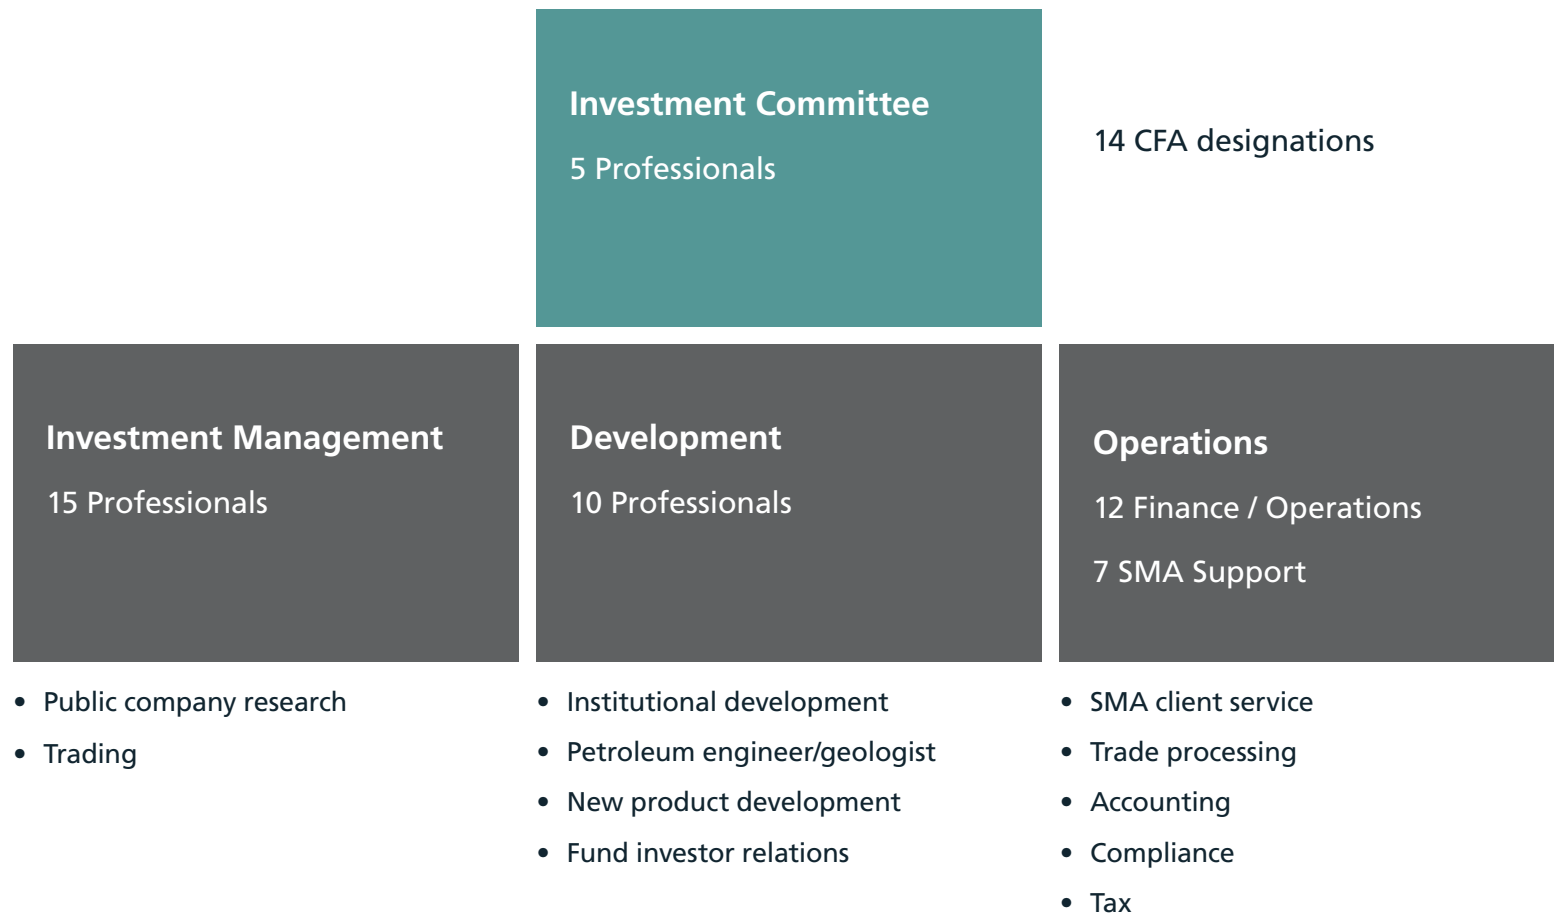 Investment Committee
5 Professionals
14 CFA designations
Investment Management
15 Professionals
Development
10 Professionals
Operations
12 Finance / Operations
7 SMA Support
• Public company research
• Trading
• Institutional development
• Petroleum engineer/geologist
• New product development
• Fund investor relations
• SMA client service
• Trade processing
• Accounting
• Compliance
• Tax